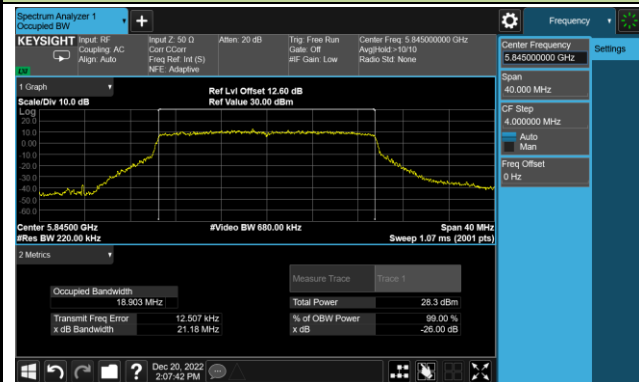 Spectrum Analyzer 1
Occupied BW
Frequency
KEYSIGHT
Input: RF
Coupling: AC
Align: Auto
Input Z: 50 Ω
Corr CCorr
Freq Ref: Int (S)
NFE: Adaptive
Atten: 20 dB
Trig: Free Run
Gate: Off
#IF Gain: Low
Center Freq: 5.845000000 GHz
Avg|Hold:>10/10
Radio Std: None
LXI
Center Frequency
5.845000000 GHz
Settings
Span
40.000 MHz
CF Step
4.000000 MHz
Auto
Man
Freq Offset
0 Hz
1 Graph
Scale/Div 10.0 dB
Ref Lvl Offset 12.60 dB
Ref Value 30.00 dBm
Log
20.0
10.0
0.00
-10.0
-20.0
-30.0
-40.0
-50.0
-60.0
Center 5.84500 GHz
#Video BW 680.00 kHz
Span 40 MHz
#Res BW 220.00 kHz
Sweep 1.07 ms (2001 pts)
2 Metrics
Measure Trace
Trace 1
Occupied Bandwidth
18.903 MHz
Total Power
28.3 dBm
Transmit Freq Error
12.507 kHz
% of OBW Power
99.00 %
x dB Bandwidth
21.18 MHz
x dB
-26.00 dB
Dec 20, 2022
2:07:42 PM